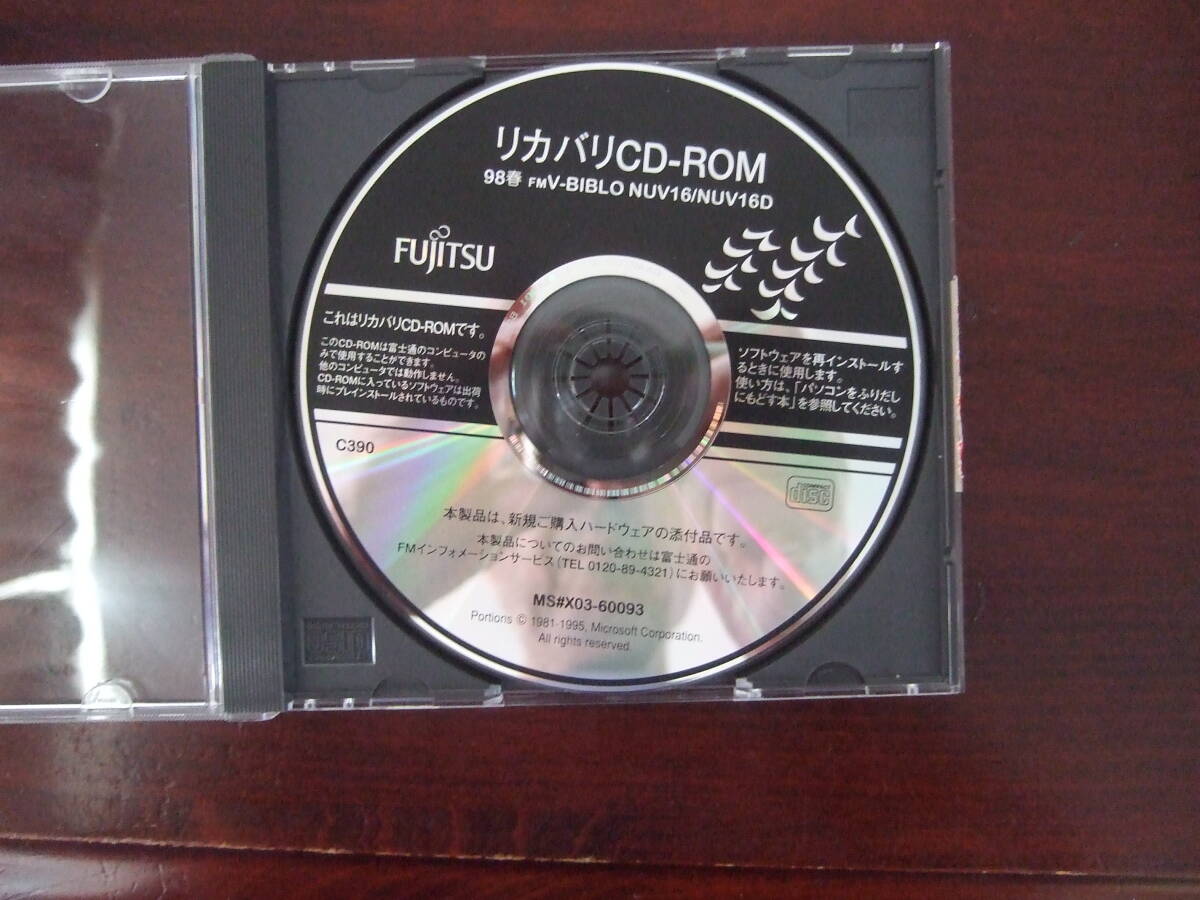 リカバリCD-ROM
98春 FMV-BIBLO NUV16/NUV16D
FUJITSU
これはリカバリCD-ROMです。
このCD-ROMは富士通のコンピュータの
みで使用することができます。
他のコンピュータでは動作しません。
CD-ROMに入っているソフトウェアは出荷
時にプレインストールされているものです。
ソフトウェアを再インストールす
るときに使用します。
使い方は、「パソコンをふりだし
にもどす本」を参照してください。
C390
COMPACT
disc
本製品は、新規ご購入ハードウェアの添付品です。
本製品についてのお問い合わせは富士通の
FMインフォメーションサービス(TEL 0120-89-4321)にお願いいたします。
MS#X03-60093
Portions © 1981-1995, Microsoft Corporation.
All rights reserved.